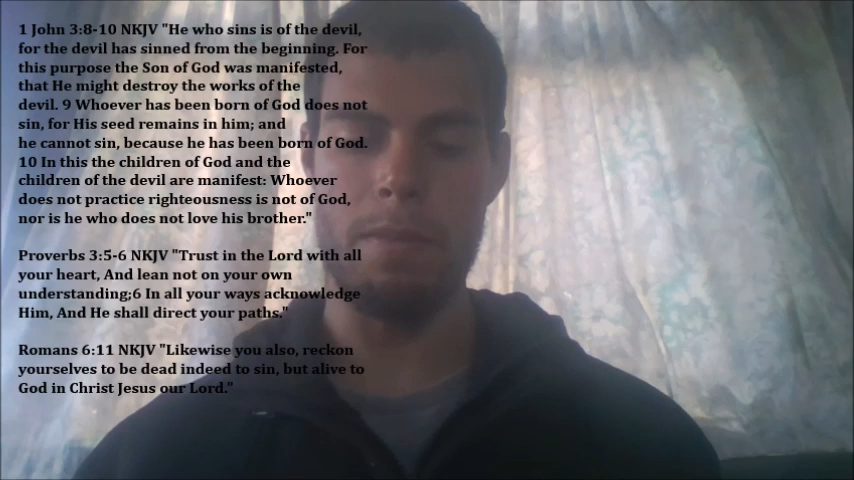 1 John 3:8-10 NKJV "He who sins is of the devil,
for the devil has sinned from the beginning. For
this purpose the Son of God was manifested,
that He might destroy the works of the
devil. 9 Whoever has been born of God does not
sin, for His seed remains in him; and
he cannot sin, because he has been born of God.
10 In this the children of God and the
children of the devil are manifest: Whoever
does not practice righteousness is not of God,
nor is he who does not love his brother."
Proverbs 3:5-6 NKJV "Trust in the Lord with all
your heart, And lean not on your own
understanding;6 In all your ways acknowledge
Him, And He shall direct your paths."
Romans 6:11 NKJV "Likewise you also, reckon
yourselves to be dead indeed to sin, but alive to
God in Christ Jesus our Lord."